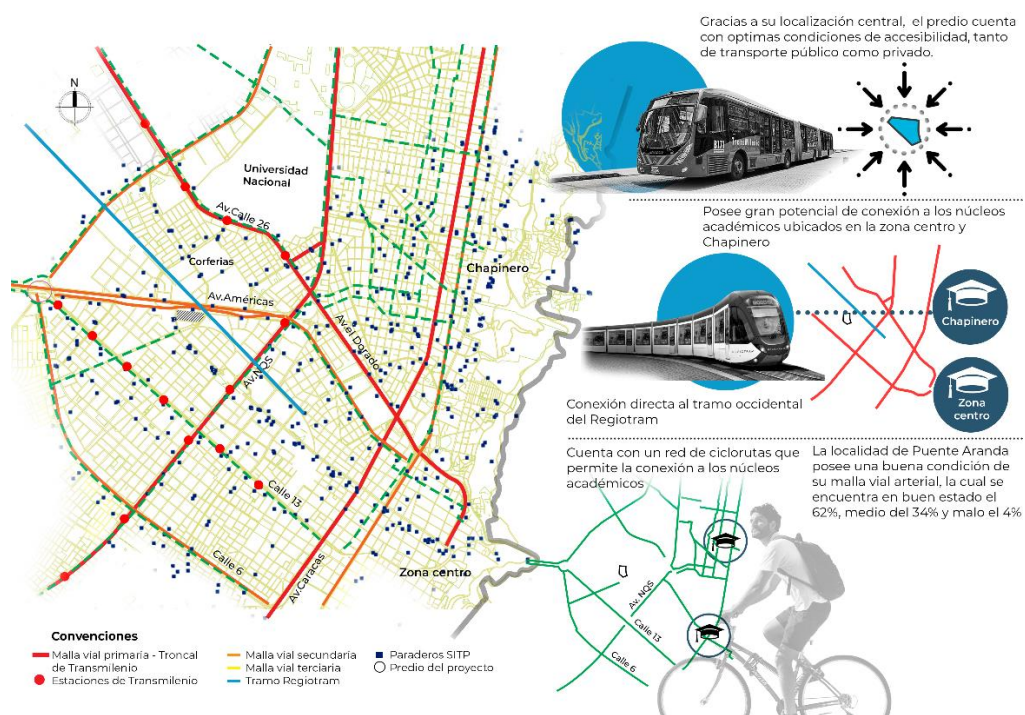 Gracias a su localización central, el predio cuenta
con optimas condiciones de accesibilidad, tanto
de transporte público como privado.
N
Universidad
Nacional
Av.Calle 26
Corferias
Av.Américas
Chapinero
Av.el Dorado
Av.NQS
Calle 13
Calle 6
Av.Caracas
Zona centro
Posee gran potencial de conexión a los núcleos
académicos ubicados en la zona centro y
Chapinero
Chapinero
Zona
centro
Conexión directa al tramo occidental
del Regiotram
Cuenta con un red de ciclorutas que
permite la conexión a los núcleos
académicos
La localidad de Puente Aranda
posee una buena condición de
su malla vial arterial, la cual se
encuentra en buen estado el
62%, medio del 34% y malo el 4%
Av. NQS
Calle 13
Calle 6
Convenciones
Malla vial primaria - Troncal
de Transmilenio
Estaciones de Transmilenio
Malla vial secundaria
Malla vial terciaria
Tramo Regiotram
Paraderos SITP
Predio del proyecto